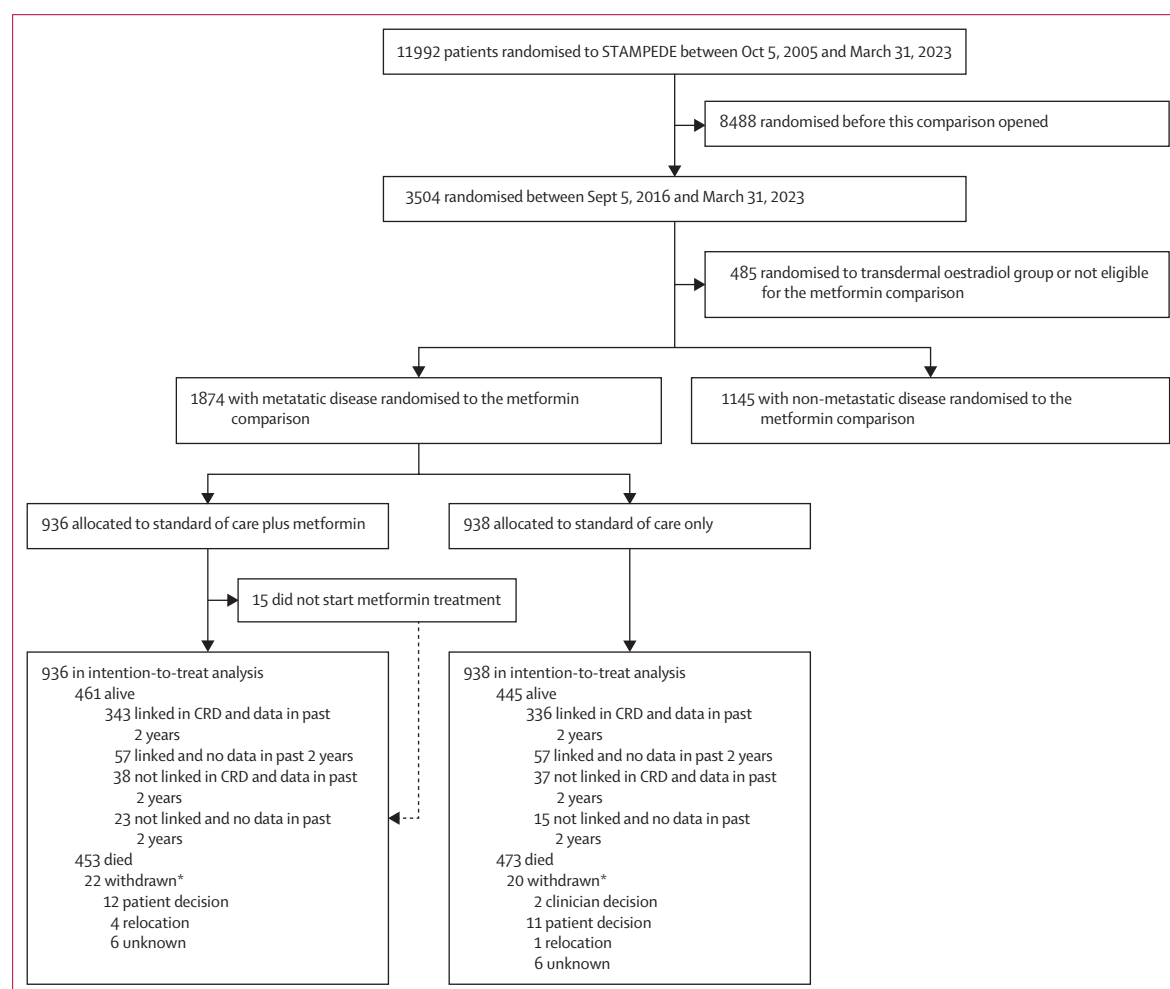 11992 patients randomised to STAMPEDE between Oct 5, 2005 and March 31, 2023
8488 randomised before this comparison opened
3504 randomised between Sept 5, 2016 and March 31, 2023
485 randomised to transdermal oestradiol group or not eligible
for the metformin comparison
1874 with metatatic disease randomised to the metformin
comparison
1145 with non-metastatic disease randomised to the
metformin comparison
936 allocated to standard of care plus metformin
938 allocated to standard of care only
15 did not start metformin treatment
936 in intention-to-treat analysis
461 alive
343 linked in CRD and data in past
2 years
57 linked and no data in past 2 years
38 not linked in CRD and data in past
2 years
23 not linked and no data in past
2 years
453 died
22 withdrawn*
12 patient decision
4 relocation
6 unknown
938 in intention-to-treat analysis
445 alive
336 linked in CRD and data in past
2 years
57 linked and no data in past 2 years
37 not linked in CRD and data in past
2 years
15 not linked and no data in past
2 years
473 died
20 withdrawn*
2 clinician decision
11 patient decision
1 relocation
6 unknown